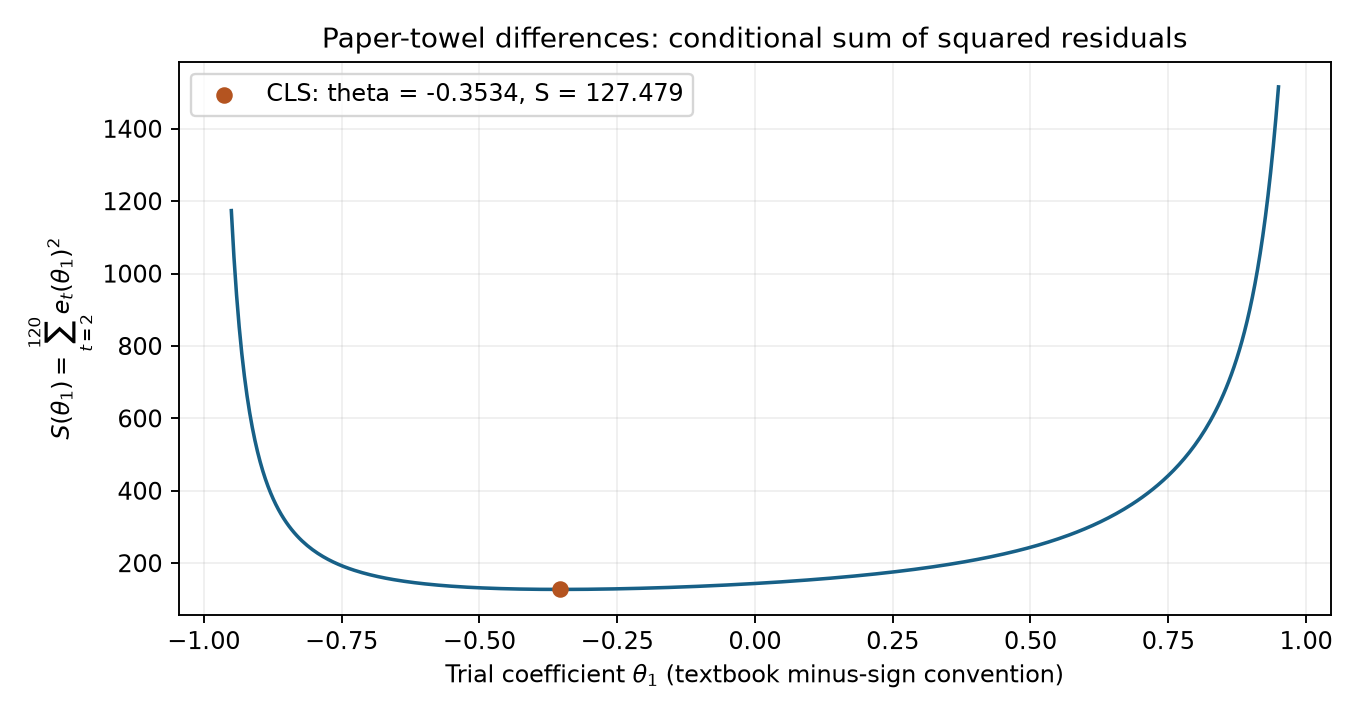 Paper-towel differences: conditional sum of squared residuals
CLS: theta = -0.3534, S = 127.479
1400
1200
1000
800
600
400
200
S(θ₁) = ∑_{t=2}^{120} e_t(θ₁)²
−1.00 −0.75 −0.50 −0.25 0.00 0.25 0.50 0.75 1.00
Trial coefficient θ₁ (textbook minus-sign convention)